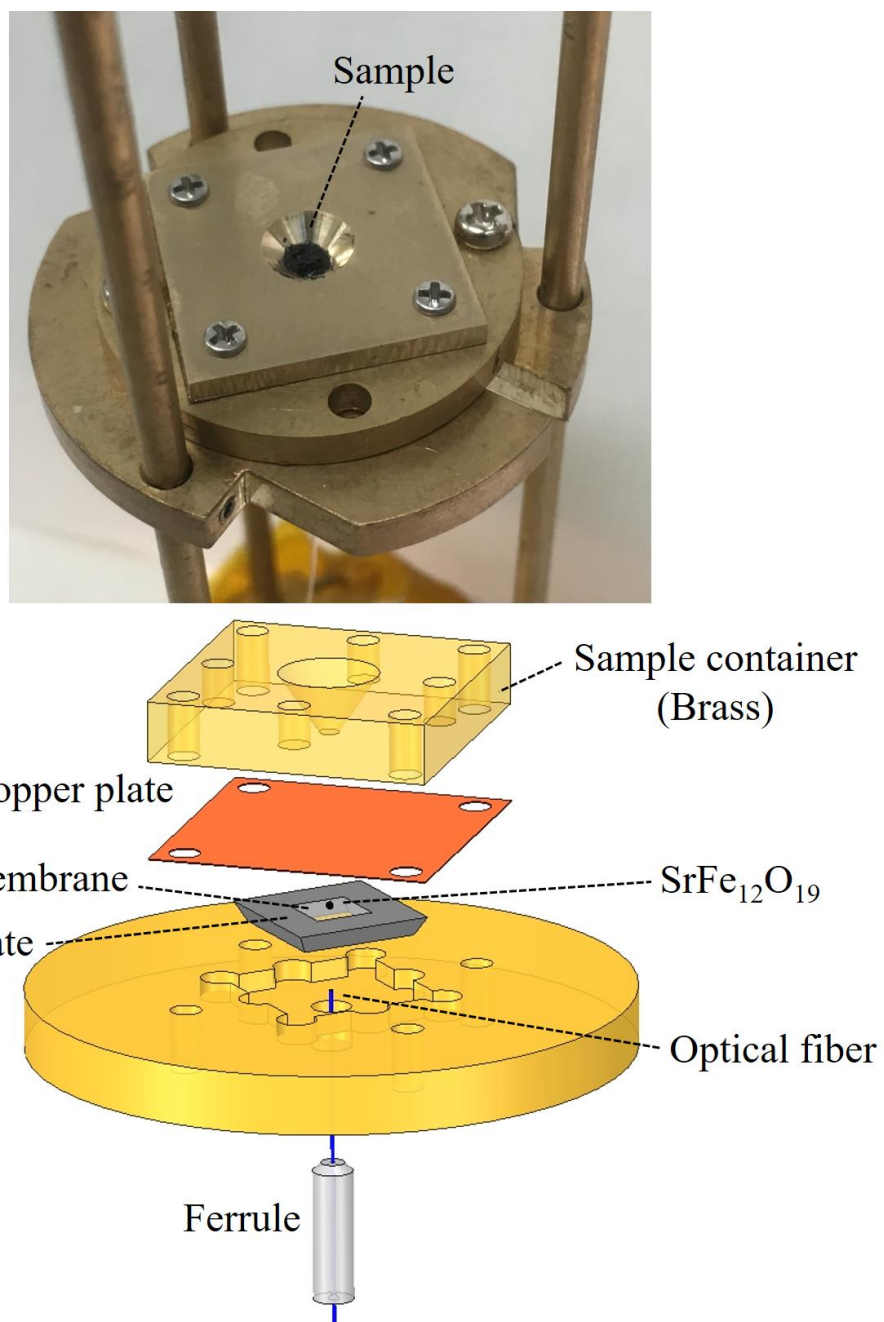 Sample
Sample container
(Brass)
opper plate
embrane
SrFe₁₂O₁₉
ate
Optical fiber
Ferrule